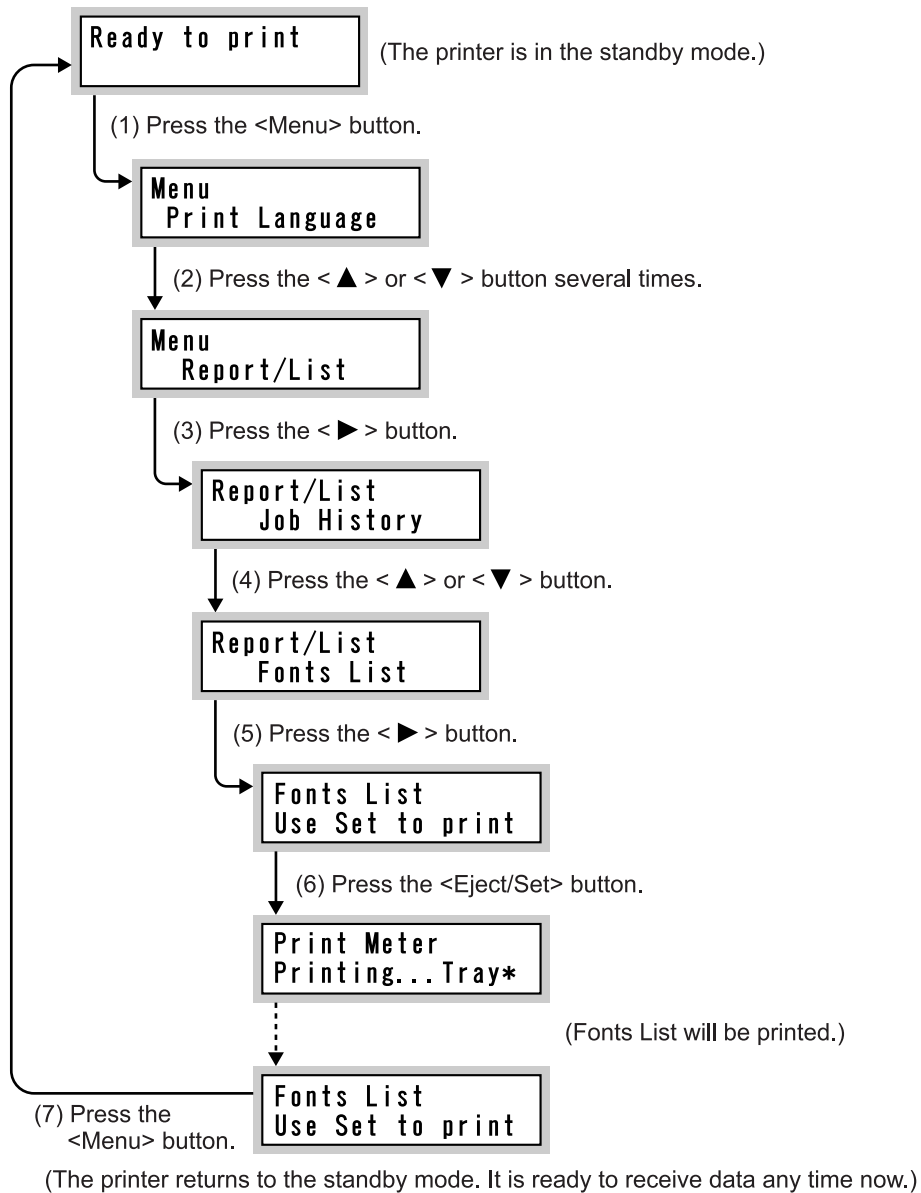 Ready to print
(The printer is in the standby mode.)
(1) Press the <Menu> button.
Menu
Print Language
(2) Press the < ▲ > or < ▼ > button several times.
Menu
Report/List
(3) Press the < ▶ > button.
Report/List
Job History
(4) Press the < ▲ > or < ▼ > button.
Report/List
Fonts List
(5) Press the < ▶ > button.
Fonts List
Use Set to print
(6) Press the <Eject/Set> button.
Print Meter
Printing...Tray*
(Fonts List will be printed.)
Fonts List
Use Set to print
(7) Press the
<Menu> button.
(The printer returns to the standby mode. It is ready to receive data any time now.)